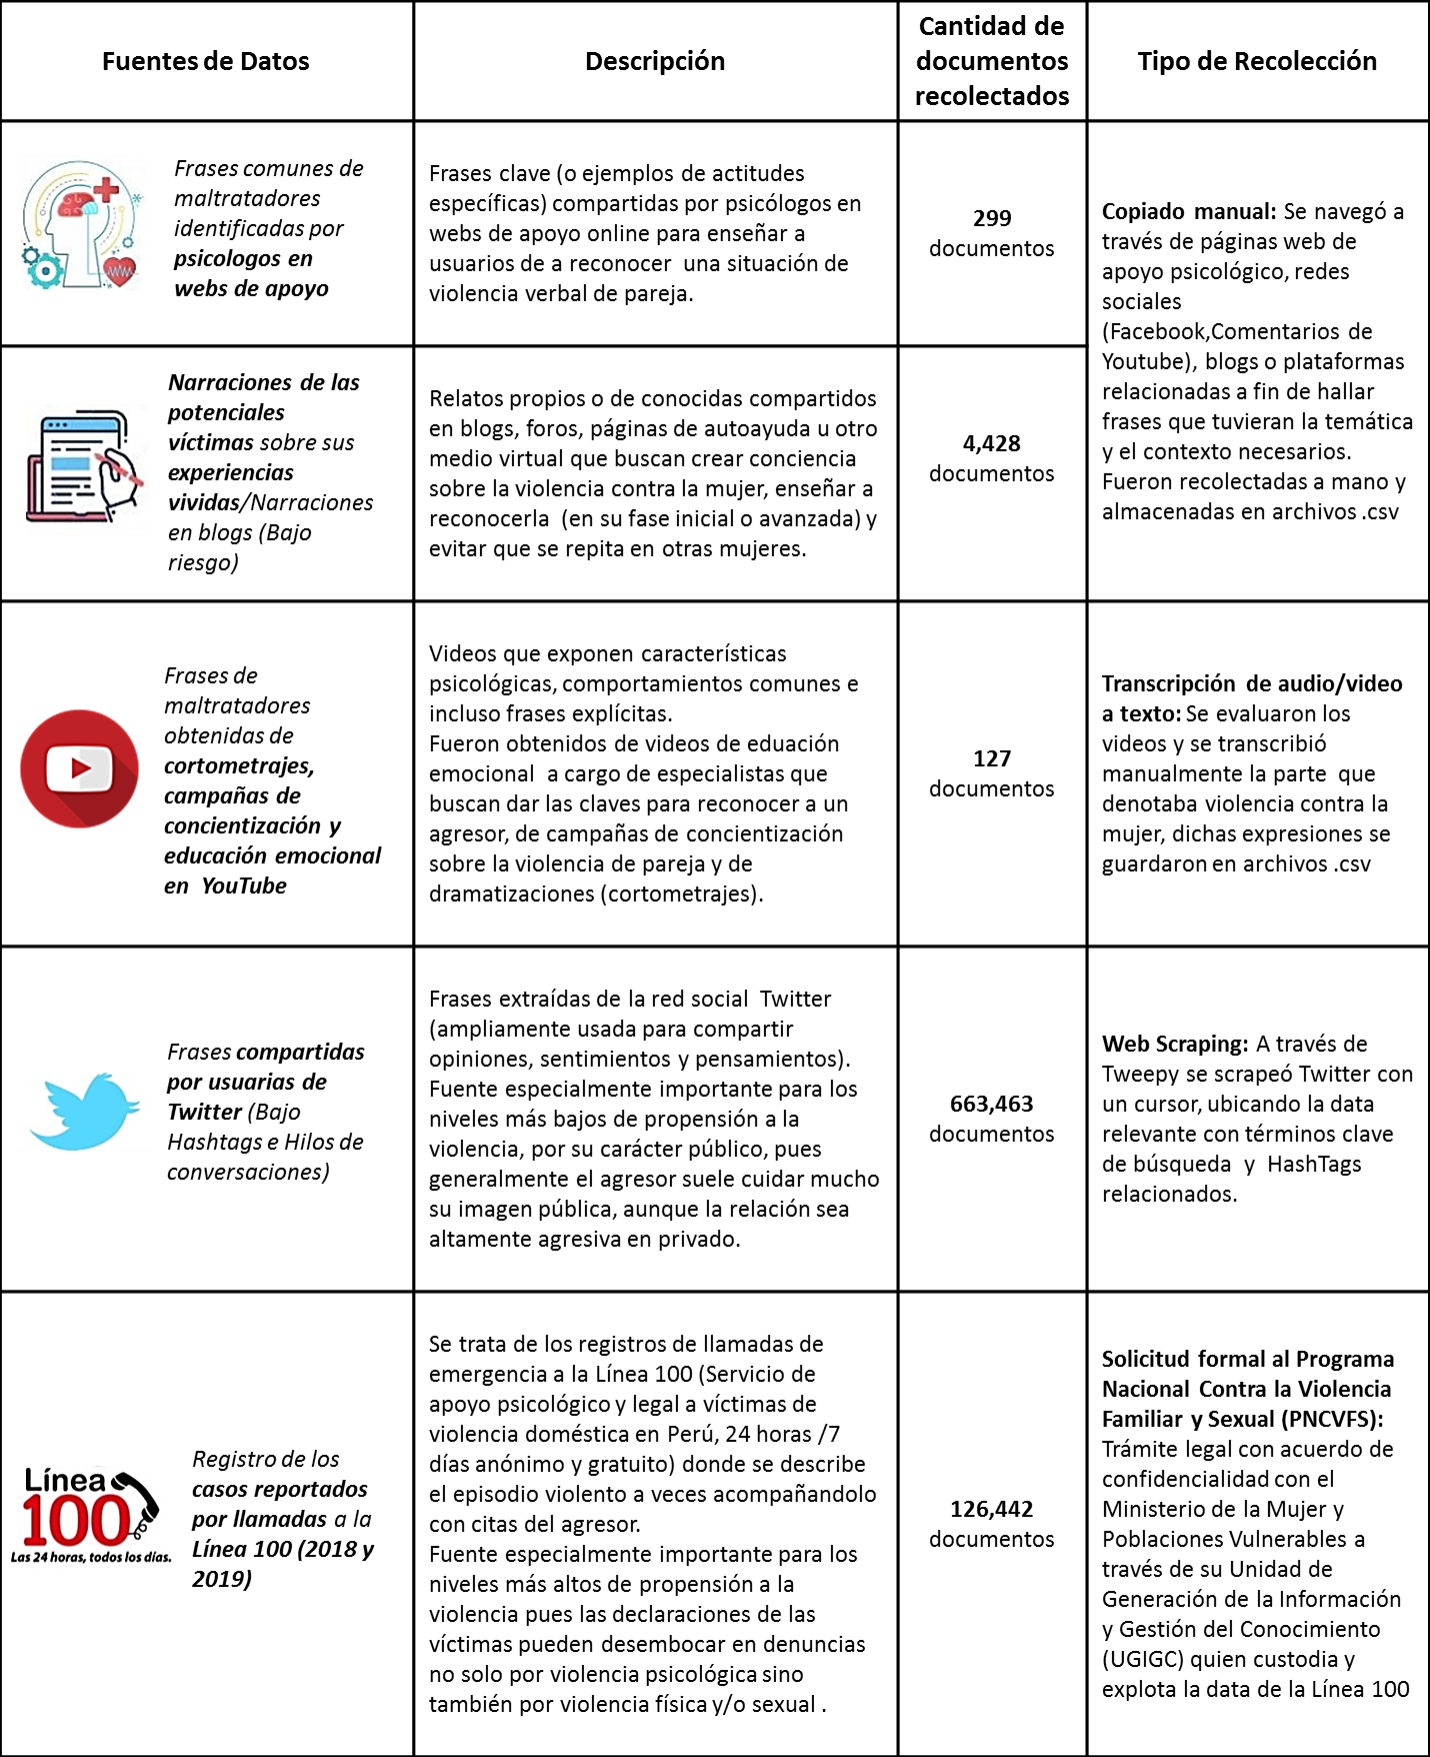 Fuentes de Datos
Descripción
Cantidad de
documentos
recolectados
Tipo de Recolección
Frases comunes de
maltratadores
identificadas por
psicologos en
webs de apoyo
Frases clave (o ejemplos de actitudes
específicas) compartidas por psicólogos en
webs de apoyo online para enseñar a
usuarios de a reconocer una situación de
violencia verbal de pareja.
299
documentos
Copiado manual: Se navegó a
través de páginas web de
apoyo psicológico, redes
sociales
(Facebook,Comentarios de
Youtube), blogs o plataformas
relacionadas a fin de hallar
frases que tuvieran la temática
y el contexto necesarios.
Fueron recolectadas a mano y
almacenadas en archivos .csv
Narraciones de las
potenciales
víctimas sobre sus
experiencias
vividas/Narraciones
en blogs (Bajo
riesgo)
Relatos propios o de conocidas compartidos
en blogs, foros, páginas de autoayuda u otro
medio virtual que buscan crear conciencia
sobre la violencia contra la mujer, enseñar a
reconocerla (en su fase inicial o avanzada) y
evitar que se repita en otras mujeres.
4,428
documentos
Frases de
maltratadores
obtenidas de
cortometrajes,
campañas de
concientización y
educación emocional
en YouTube
Videos que exponen características
psicológicas, comportamientos comunes e
incluso frases explícitas.
Fueron obtenidos de videos de eduación
emocional a cargo de especialistas que
buscan dar las claves para reconocer a un
agresor, de campañas de concientización
sobre la violencia de pareja y de
dramatizaciones (cortometrajes).
127
documentos
Transcripción de audio/video
a texto: Se evaluaron los
videos y se transcribió
manualmente la parte que
denotaba violencia contra la
mujer, dichas expresiones se
guardaron en archivos .csv
Frases compartidas
por usuarias de
Twitter (Bajo
Hashtags e Hilos de
conversaciones)
Frases extraídas de la red social Twitter
(ampliamente usada para compartir
opiniones, sentimientos y pensamientos).
Fuente especialmente importante para los
niveles más bajos de propensión a la
violencia, por su carácter público, pues
generalmente el agresor suele cuidar mucho
su imagen pública, aunque la relación sea
altamente agresiva en privado.
663,463
documentos
Web Scraping: A través de
Tweepy se scrapeó Twitter con
un cursor, ubicando la data
relevante con términos clave
de búsqueda y HashTags
relacionados.
Línea
100
Las 24 horas, todos los días.
Registro de los
casos reportados
por llamadas a la
Línea 100 (2018 y
2019)
Se trata de los registros de llamadas de
emergencia a la Línea 100 (Servicio de
apoyo psicológico y legal a víctimas de
violencia doméstica en Perú, 24 horas /7
días anónimo y gratuito) donde se describe
el episodio violento a veces acompañandolo
con citas del agresor.
Fuente especialmente importante para los
niveles más altos de propensión a la
violencia pues las declaraciones de las
víctimas pueden desembocar en denuncias
no solo por violencia psicológica sino
también por violencia física y/o sexual .
126,442
documentos
Solicitud formal al Programa
Nacional Contra la Violencia
Familiar y Sexual (PNCVFS):
Trámite legal con acuerdo de
confidencialidad con el
Ministerio de la Mujer y
Poblaciones Vulnerables a
través de su Unidad de
Generación de la Información
y Gestión del Conocimiento
(UGIGC) quien custodia y
explota la data de la Línea 100